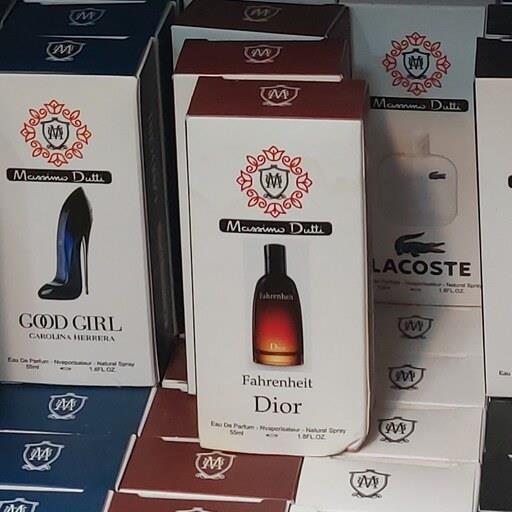 Massimo Dutti
GOOD GIRL
CAROLINA HERRERA
Eau De Parfum - Nvaporisateur - Natural Spray
55ml 1.8FL.OZ.
Massimo Dutti
Fahrenheit
Dior
Fahrenheit
Dior
Eau De Parfum - Nvaporisateur - Natural Spray
55ml 1.8FL.OZ.
Massimo Dutti
LACOSTE
Parfum - Nvaporisateur - Natural Spray
1.8FL.OZ.